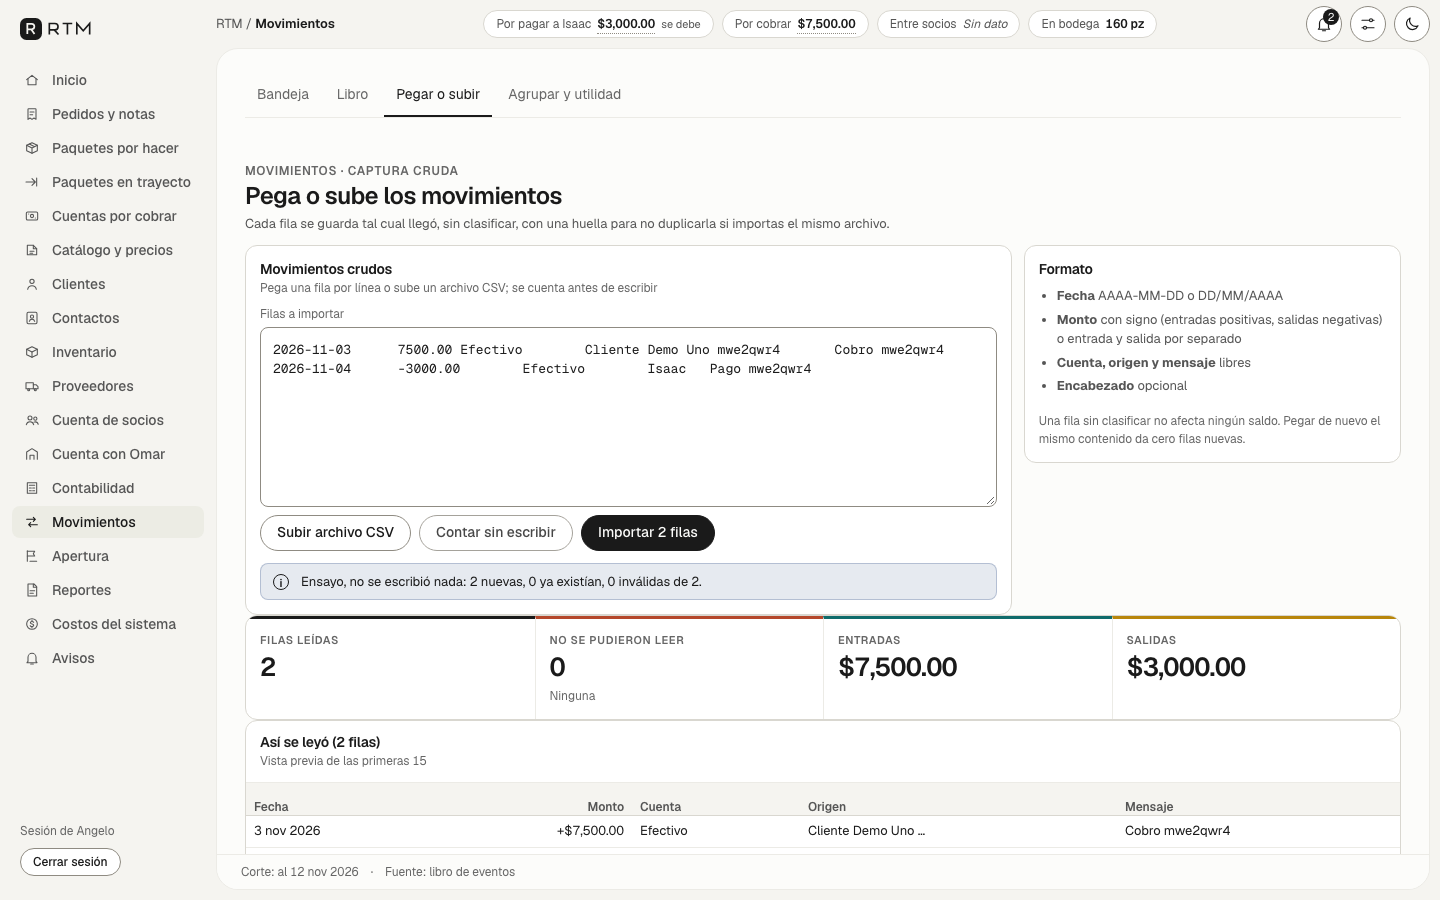 R RTM
RTM / Movimientos
Por pagar a Isaac $3,000.00 se debe
Por cobrar $7,500.00
Entre socios Sin dato
En bodega 160 pz
2
Inicio
Pedidos y notas
Paquetes por hacer
Paquetes en trayecto
Cuentas por cobrar
Catálogo y precios
Clientes
Contactos
Inventario
Proveedores
Cuenta de socios
Cuenta con Omar
Contabilidad
Movimientos
Apertura
Reportes
Costos del sistema
Avisos
Sesión de Angelo
Cerrar sesión
Bandeja Libro Pegar o subir Agrupar y utilidad
MOVIMIENTOS · CAPTURA CRUDA
Pega o sube los movimientos
Cada fila se guarda tal cual llegó, sin clasificar, con una huella para no duplicarla si importas el mismo archivo.
Movimientos crudos
Pega una fila por línea o sube un archivo CSV; se cuenta antes de escribir
Filas a importar
2026-11-03 7500.00 Efectivo Cliente Demo Uno mwe2qwr4 Cobro mwe2qwr4
2026-11-04 -3000.00 Efectivo Isaac Pago mwe2qwr4
Subir archivo CSV
Contar sin escribir
Importar 2 filas
Ensayo, no se escribió nada: 2 nuevas, 0 ya existían, 0 inválidas de 2.
Formato
• Fecha AAAA-MM-DD o DD/MM/AAAA
• Monto con signo (entradas positivas, salidas negativas)
o entrada y salida por separado
• Cuenta, origen y mensaje libres
• Encabezado opcional
Una fila sin clasificar no afecta ningún saldo. Pegar de nuevo el
mismo contenido da cero filas nuevas.
FILAS LEÍDAS
2
NO SE PUDIERON LEER
0
Ninguna
ENTRADAS
$7,500.00
SALIDAS
$3,000.00
Así se leyó (2 filas)
Vista previa de las primeras 15
Fecha Monto Cuenta Origen Mensaje
3 nov 2026 +$7,500.00 Efectivo Cliente Demo Uno … Cobro mwe2qwr4
Corte: al 12 nov 2026 · Fuente: libro de eventos